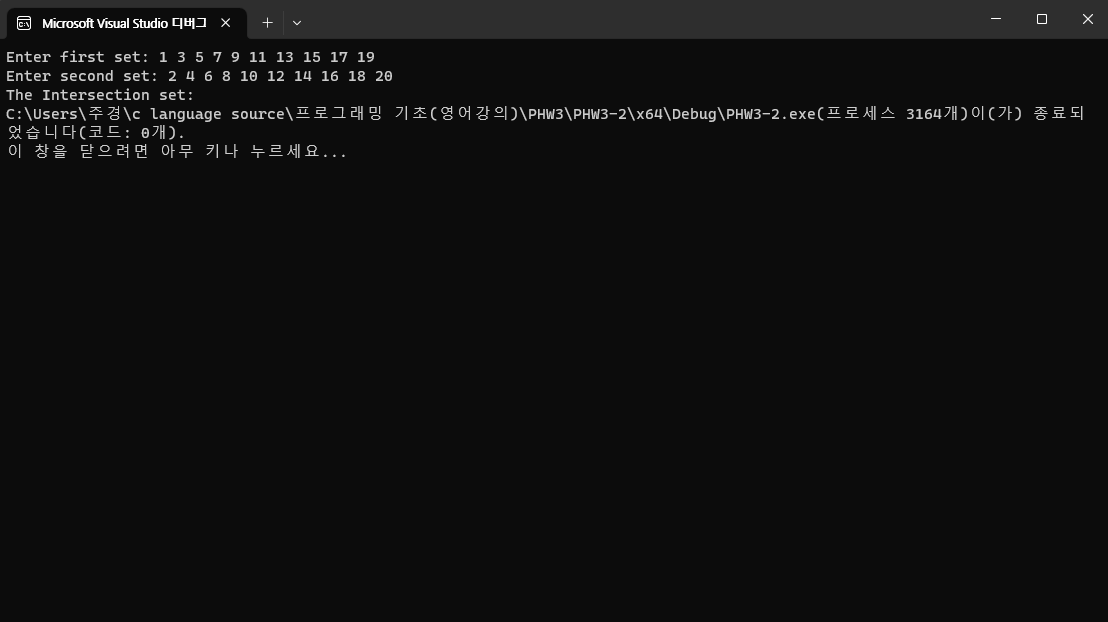 Microsoft Visual Studio 디버그
Enter first set: 1 3 5 7 9 11 13 15 17 19
Enter second set: 2 4 6 8 10 12 14 16 18 20
The Intersection set:
C:\Users\주경\c language source\프로그래밍 기초(영어강의)\PHW3\PHW3-2\x64\Debug\PHW3-2.exe(프로세스 3164개)이(가) 종료되
었습니다(코드: 0개).
이 창을 닫으려면 아무 키나 누르세요...